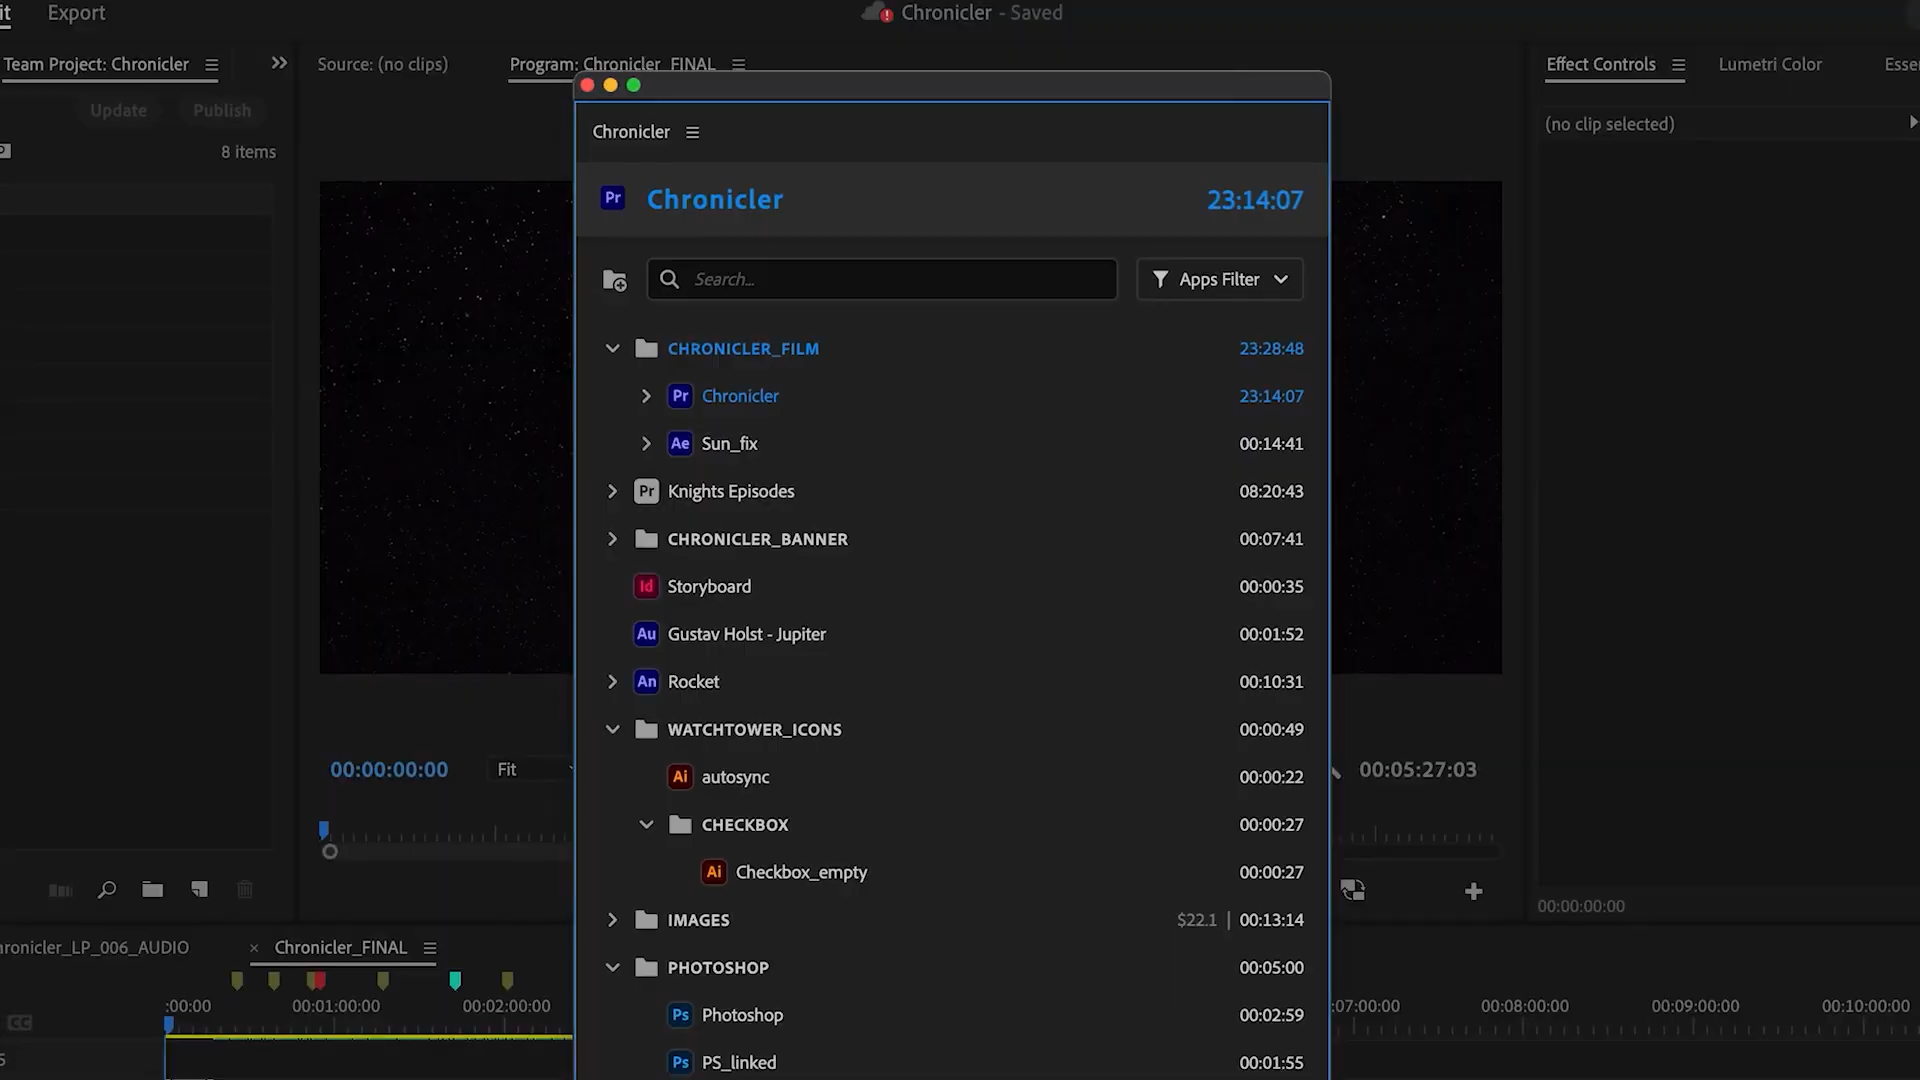 it Export
Chronicler - Saved
Team Project: Chronicler
Source: (no clips)
Program: Chronicler_FINAL
Effect Controls
Lumetri Color
Esse
Update Publish
(no clip selected)
8 items
Chronicler
Pr Chronicler 23:14:07
Search...
Apps Filter
CHRONICLER_FILM 23:28:48
Pr Chronicler 23:14:07
Ae Sun_fix 00:14:41
Pr Knights Episodes 08:20:43
CHRONICLER_BANNER 00:07:41
Id Storyboard 00:00:35
Au Gustav Holst - Jupiter 00:01:52
An Rocket 00:10:31
WATCHTOWER_ICONS 00:00:49
Ai autosync 00:00:22
CHECKBOX 00:00:27
Ai Checkbox_empty 00:00:27
IMAGES $22.1 | 00:13:14
PHOTOSHOP 00:05:00
Ps Photoshop 00:02:59
Ps PS_linked 00:01:55
00:00:00:00 Fit
00:05:27:03
00:00:00:00
hronicler_LP_006_AUDIO
× Chronicler_FINAL
:00:00 00:01:00:00 00:02:00:00
:07:00:00 00:08:00:00 00:09:00:00 00:10:00:00
CC